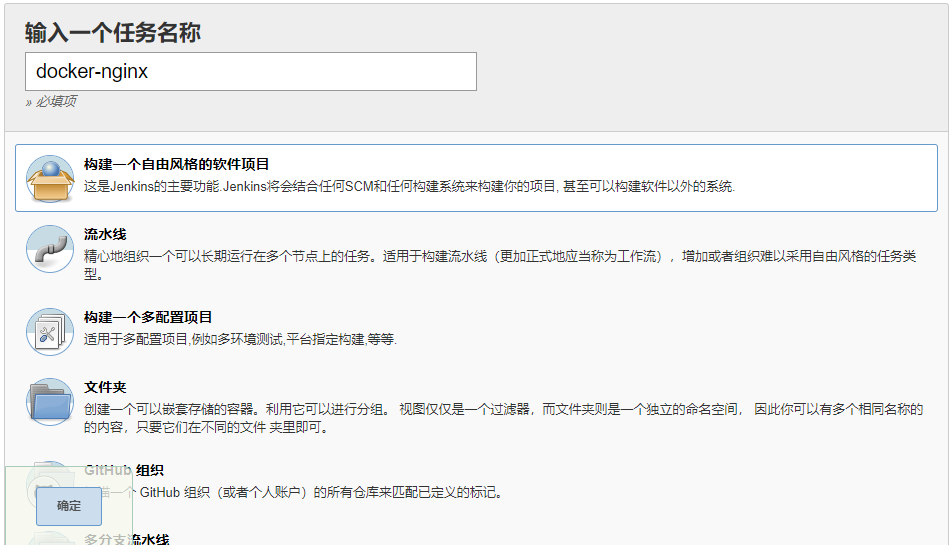 输入一个任务名称
docker-nginx
» 必填项
构建一个自由风格的软件项目
这是Jenkins的主要功能.Jenkins将会结合任何SCM和任何构建系统来构建你的项目, 甚至可以构建软件以外的系统.
流水线
精心地组织一个可以长期运行在多个节点上的任务。适用于构建流水线（更加正式地应当称为工作流），增加或者组织难以采用自由风格的任务类
型。
构建一个多配置项目
适用于多配置项目,例如多环境测试,平台指定构建,等等.
文件夹
创建一个可以嵌套存储的容器。利用它可以进行分组。 视图仅仅是一个过滤器，而文件夹则是一个独立的命名空间， 因此你可以有多个相同名称的
的内容，只要它们在不同的文件 夹里即可。
GitHub 组织
描一个 GitHub 组织（或者个人账户）的所有仓库来匹配已定义的标记。
确定
多分支流水线